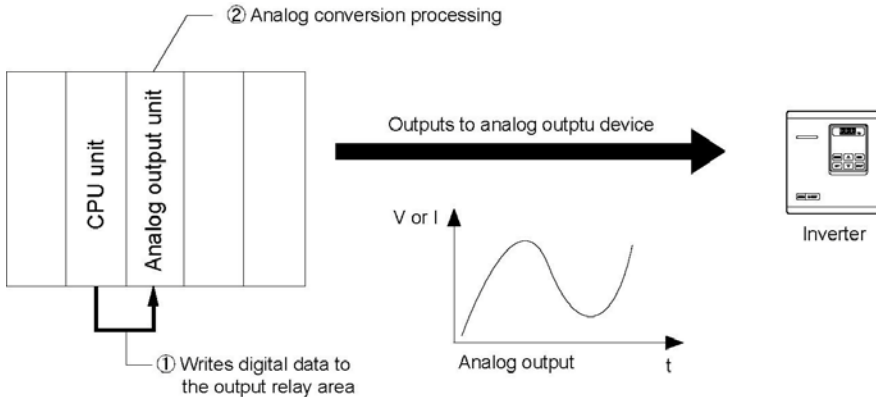 ② Analog conversion processing
CPU unit
Analog output unit
Outputs to analog outptu device
V or I
Inverter
Analog output
t
① Writes digital data to
the output relay area